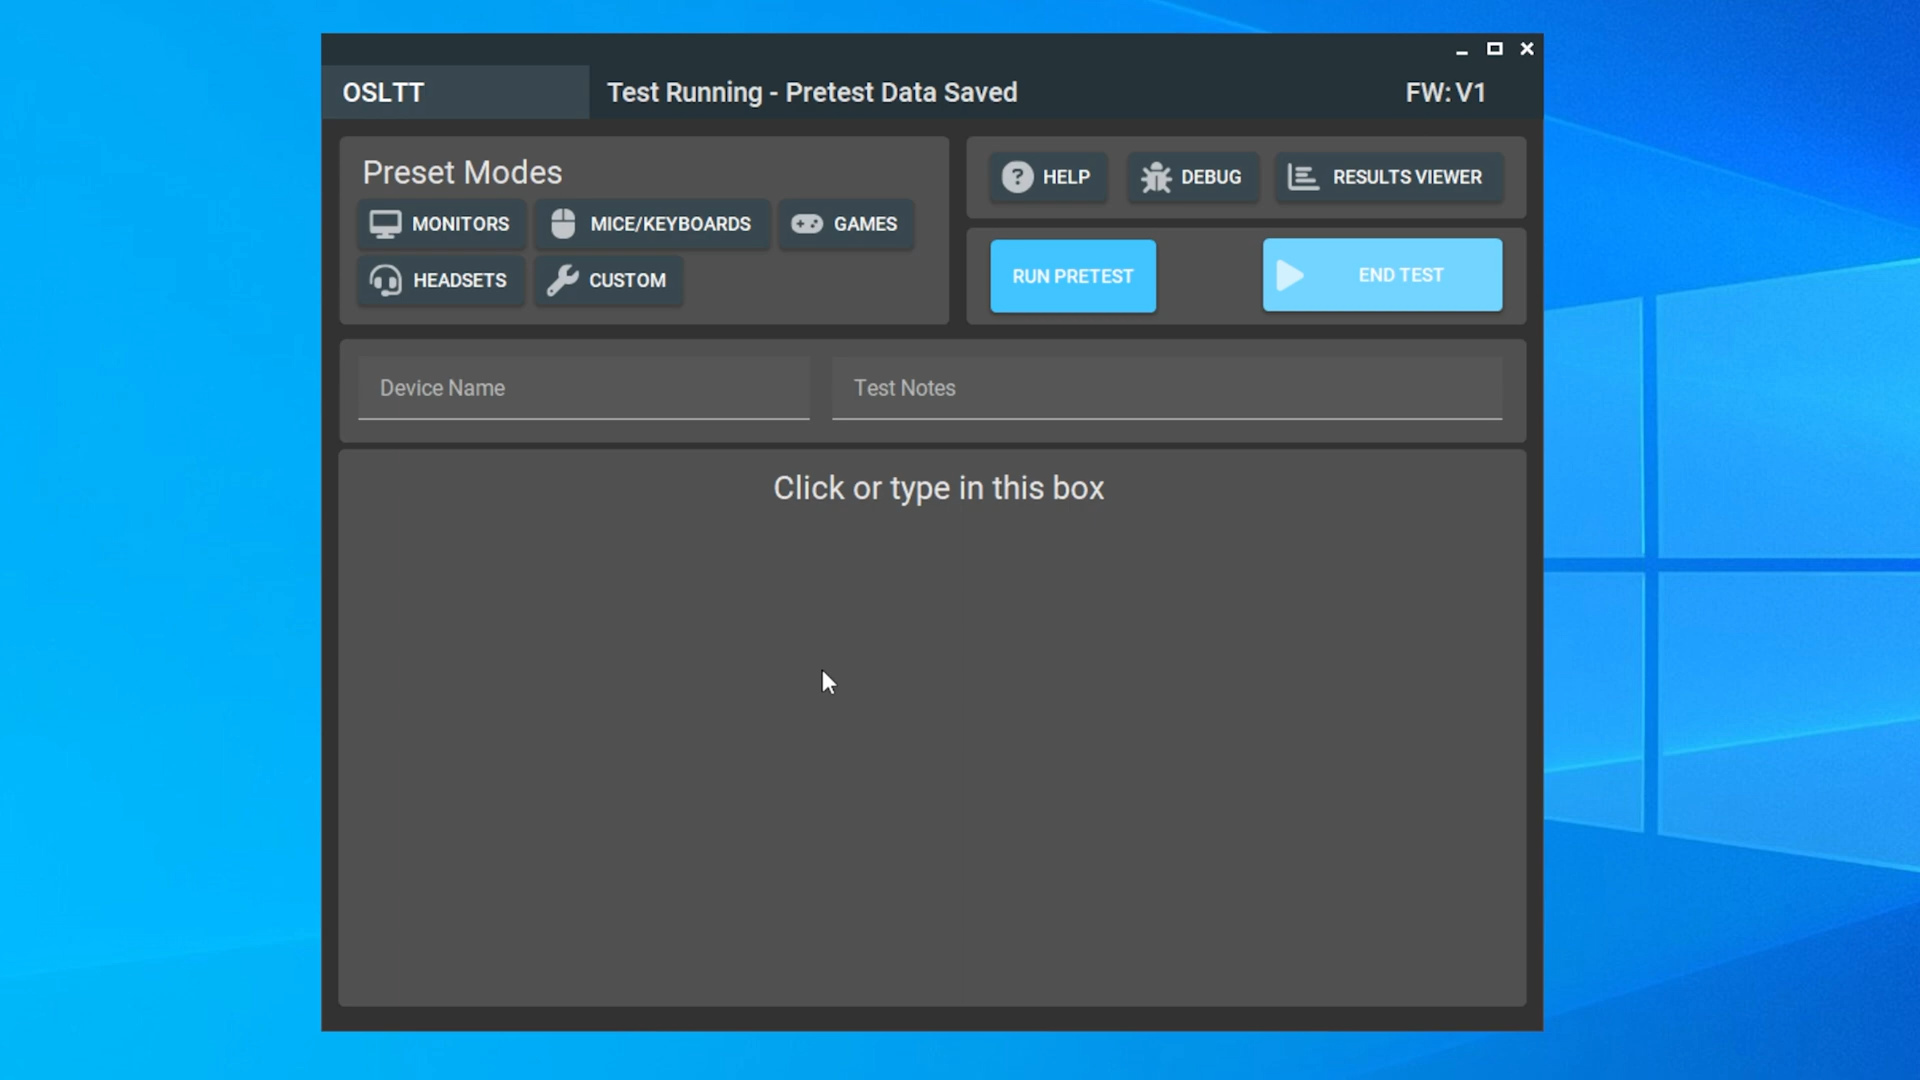 OSLTT
Test Running - Pretest Data Saved
FW: V1
Preset Modes
MONITORS
MICE/KEYBOARDS
GAMES
HEADSETS
CUSTOM
HELP
DEBUG
RESULTS VIEWER
RUN PRETEST
END TEST
Device Name
Test Notes
Click or type in this box